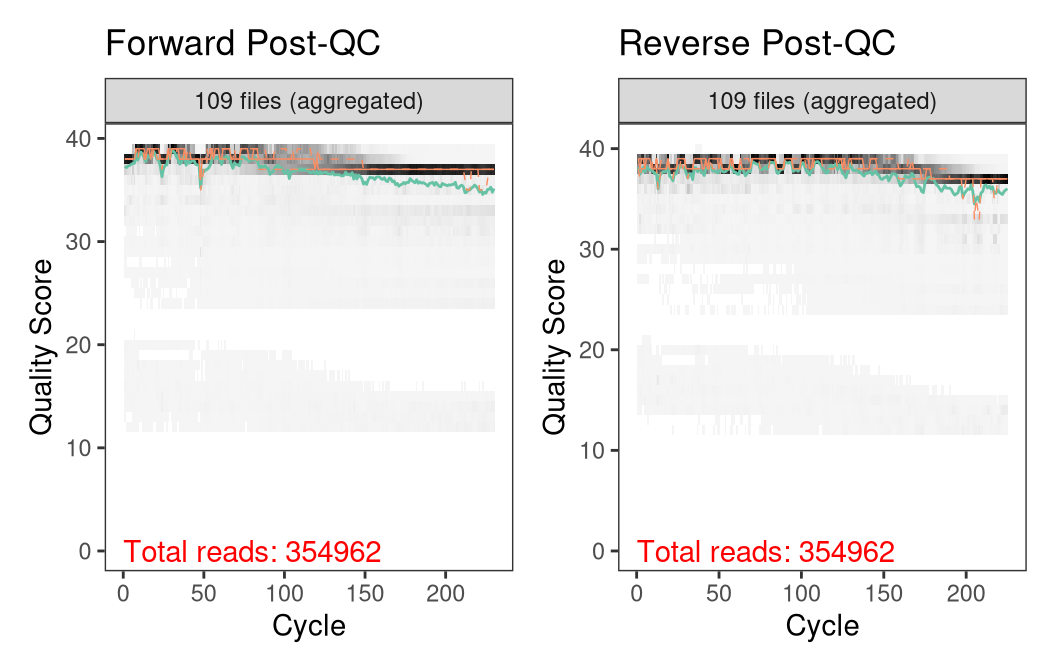 Forward Post-QC
109 files (aggregated)
Quality Score
40
30
20
10
0
Total reads: 354962
0 50 100 150 200
Cycle
Reverse Post-QC
109 files (aggregated)
Quality Score
40
30
20
10
0
Total reads: 354962
0 50 100 150 200
Cycle